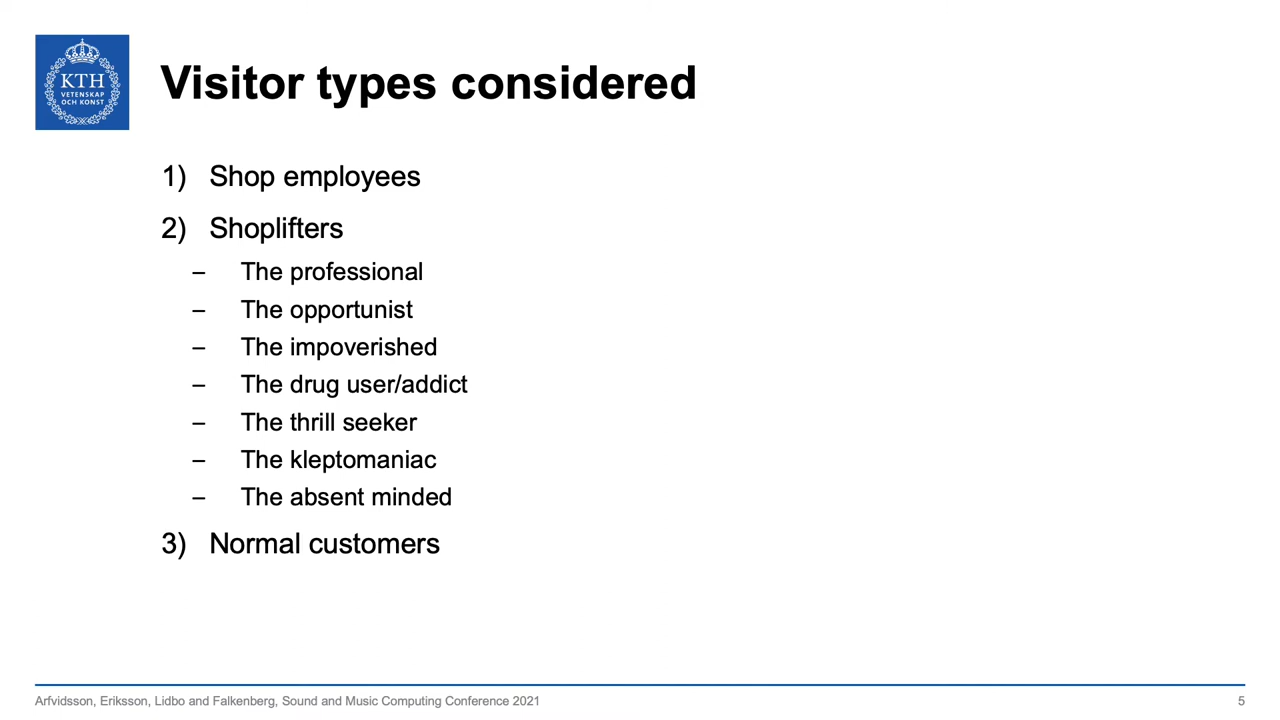 KTH
VETENSKAP
OCH KONST
Visitor types considered
1) Shop employees
2) Shoplifters
– The professional
– The opportunist
– The impoverished
– The drug user/addict
– The thrill seeker
– The kleptomaniac
– The absent minded
3) Normal customers
Arfvidsson, Eriksson, Lidbo and Falkenberg, Sound and Music Computing Conference 2021
5